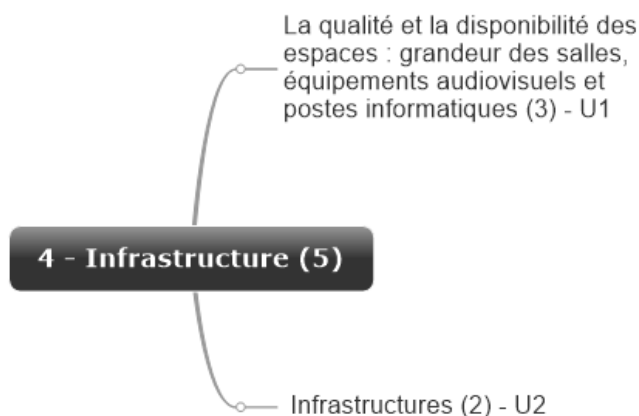 La qualité et la disponibilité des
espaces : grandeur des salles,
équipements audiovisuels et
postes informatiques (3) - U1
4 - Infrastructure (5)
Infrastructures (2) - U2